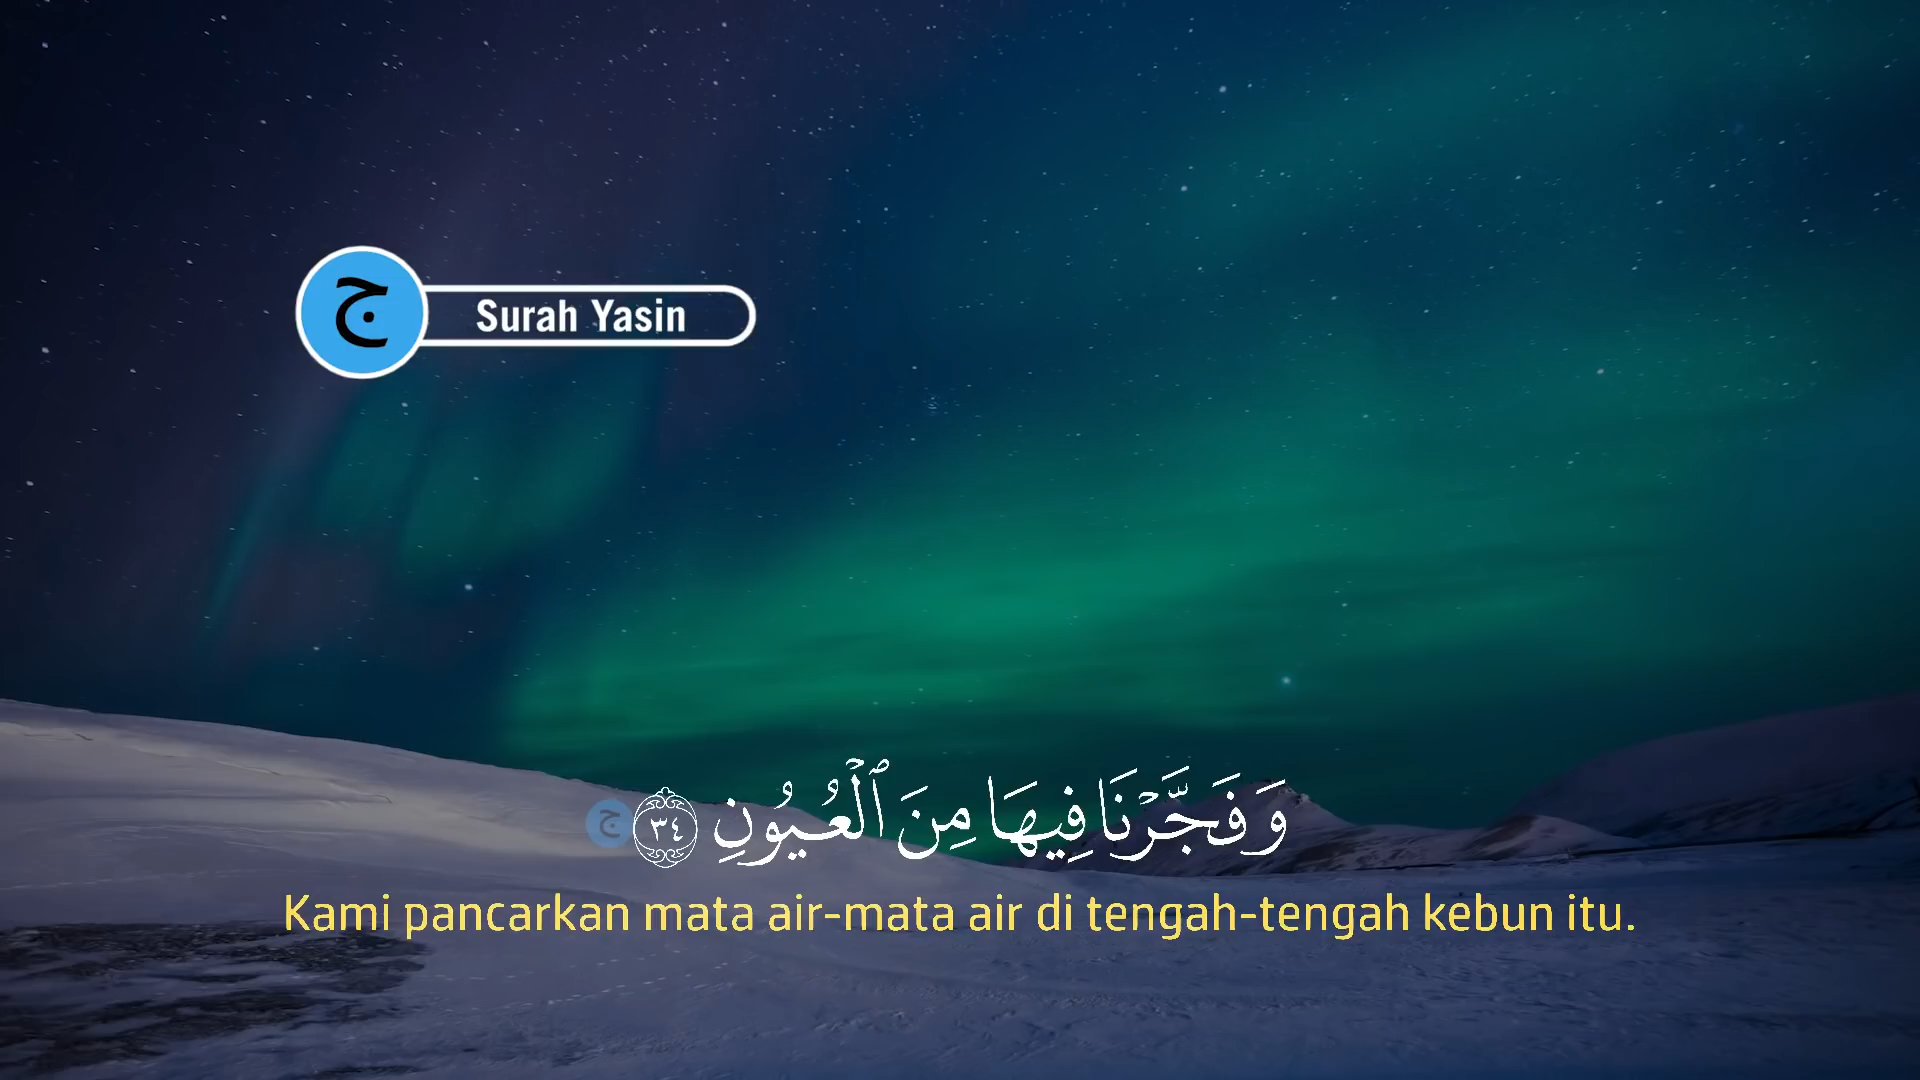 ج
Surah Yasin
وَفَجَّرْنَا فِيهَا مِنَ ٱلْعُيُونِ ٣٤
ج
Kami pancarkan mata air-mata air di tengah-tengah kebun itu.